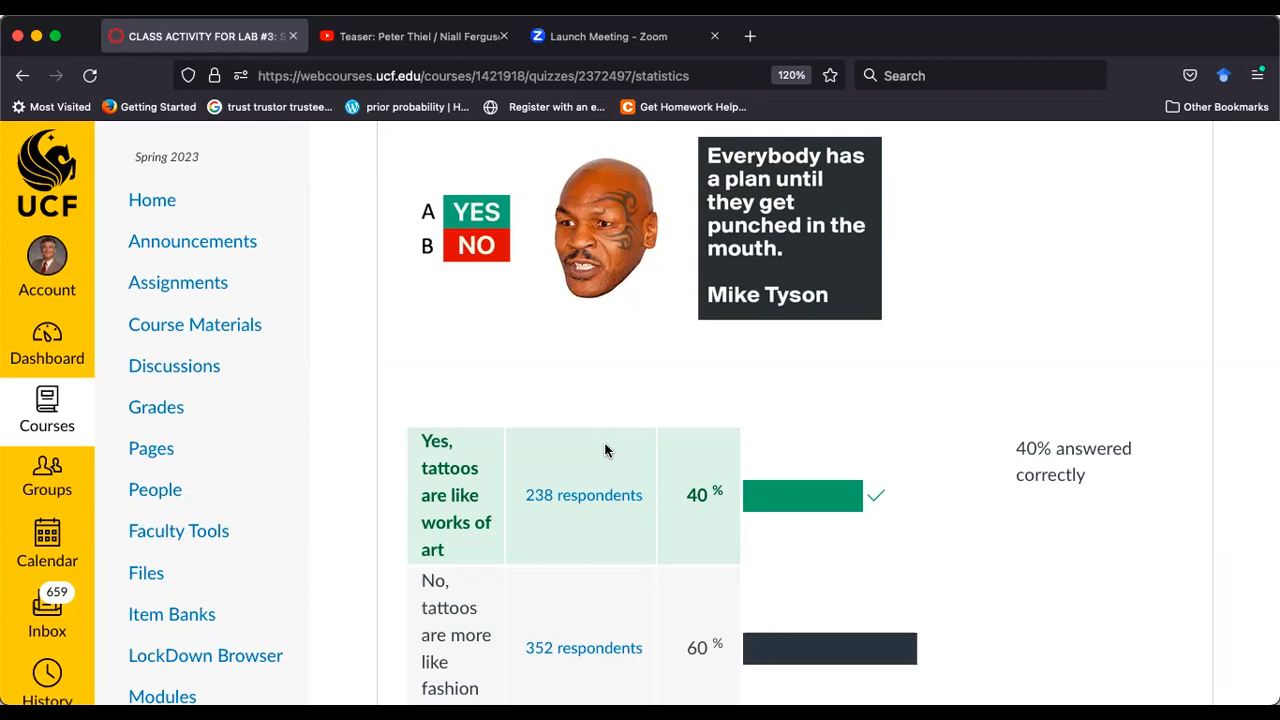 CLASS ACTIVITY FOR LAB #3: S
Teaser: Peter Thiel / Niall Fergus
Launch Meeting - Zoom
https://webcourses.ucf.edu/courses/1421918/quizzes/2372497/statistics
120%
Search
Most Visited
Getting Started
trust trustor trustee...
prior probability | H...
Register with an e...
Get Homework Help...
Other Bookmarks
UCF
Account
Dashboard
Courses
Groups
Calendar
659
Inbox
History
Spring 2023
Home
Announcements
Assignments
Course Materials
Discussions
Grades
Pages
People
Faculty Tools
Files
Item Banks
LockDown Browser
Modules
A YES
B NO
Everybody has
a plan until
they get
punched in the
mouth.
Mike Tyson
Yes,
tattoos
are like
works of
art
238 respondents
40 %
40% answered
correctly
No,
tattoos
are more
like
fashion
352 respondents
60 %